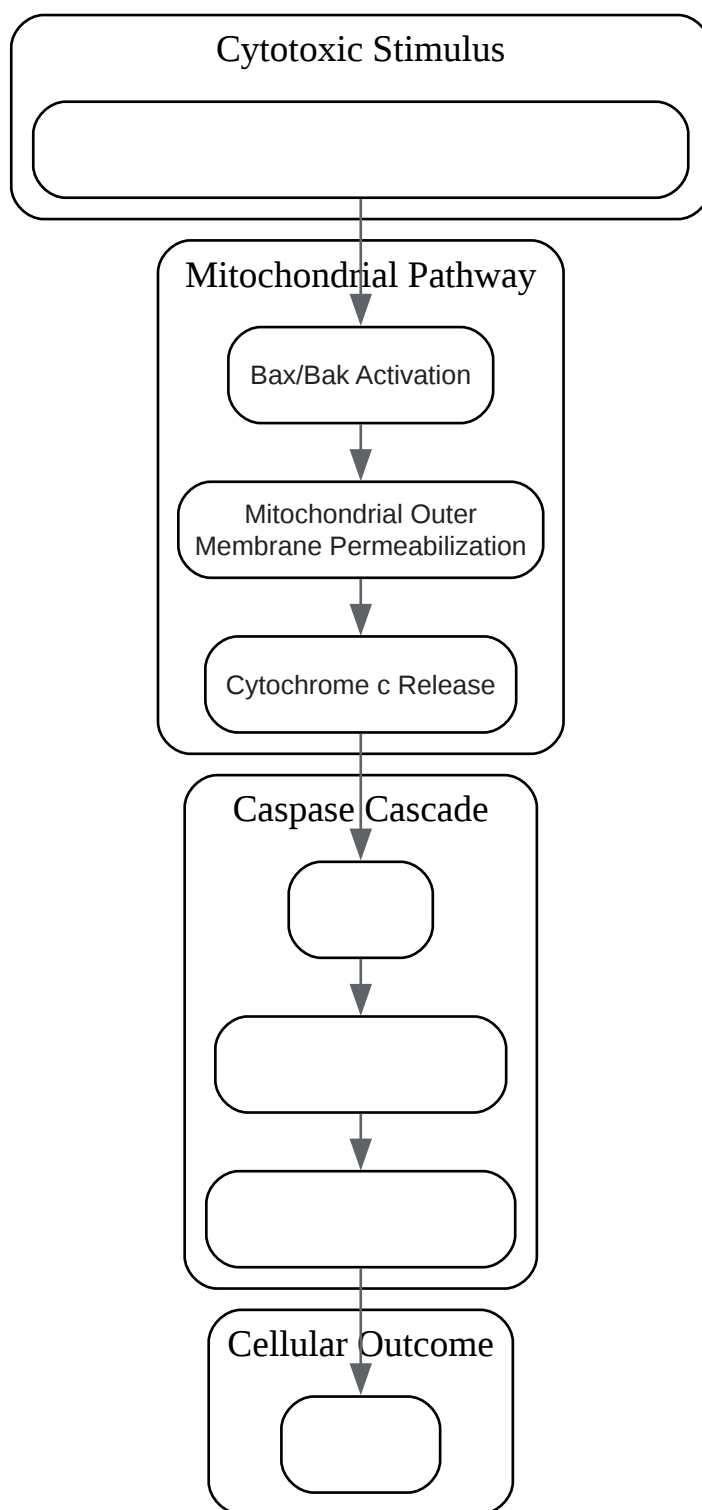 Cytotoxic Stimulus
Mitochondrial Pathway
Bax/Bak Activation
Mitochondrial Outer
Membrane Permeabilization
Cytochrome c Release
Caspase Cascade
Cellular Outcome